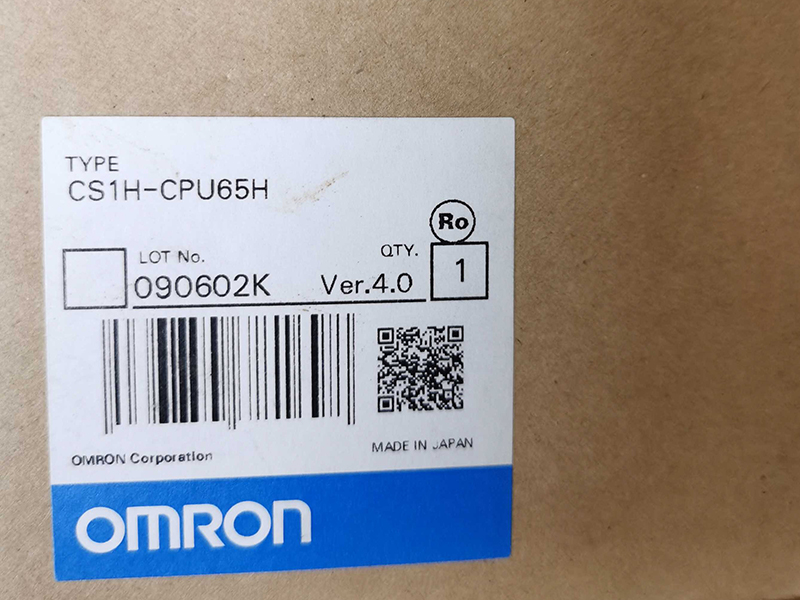 TYPE
CS1H-CPU65H
Ro
LOT No.
QTY.
090602K
Ver.4.0
1
OMRON Corporation
MADE IN JAPAN
OMRON